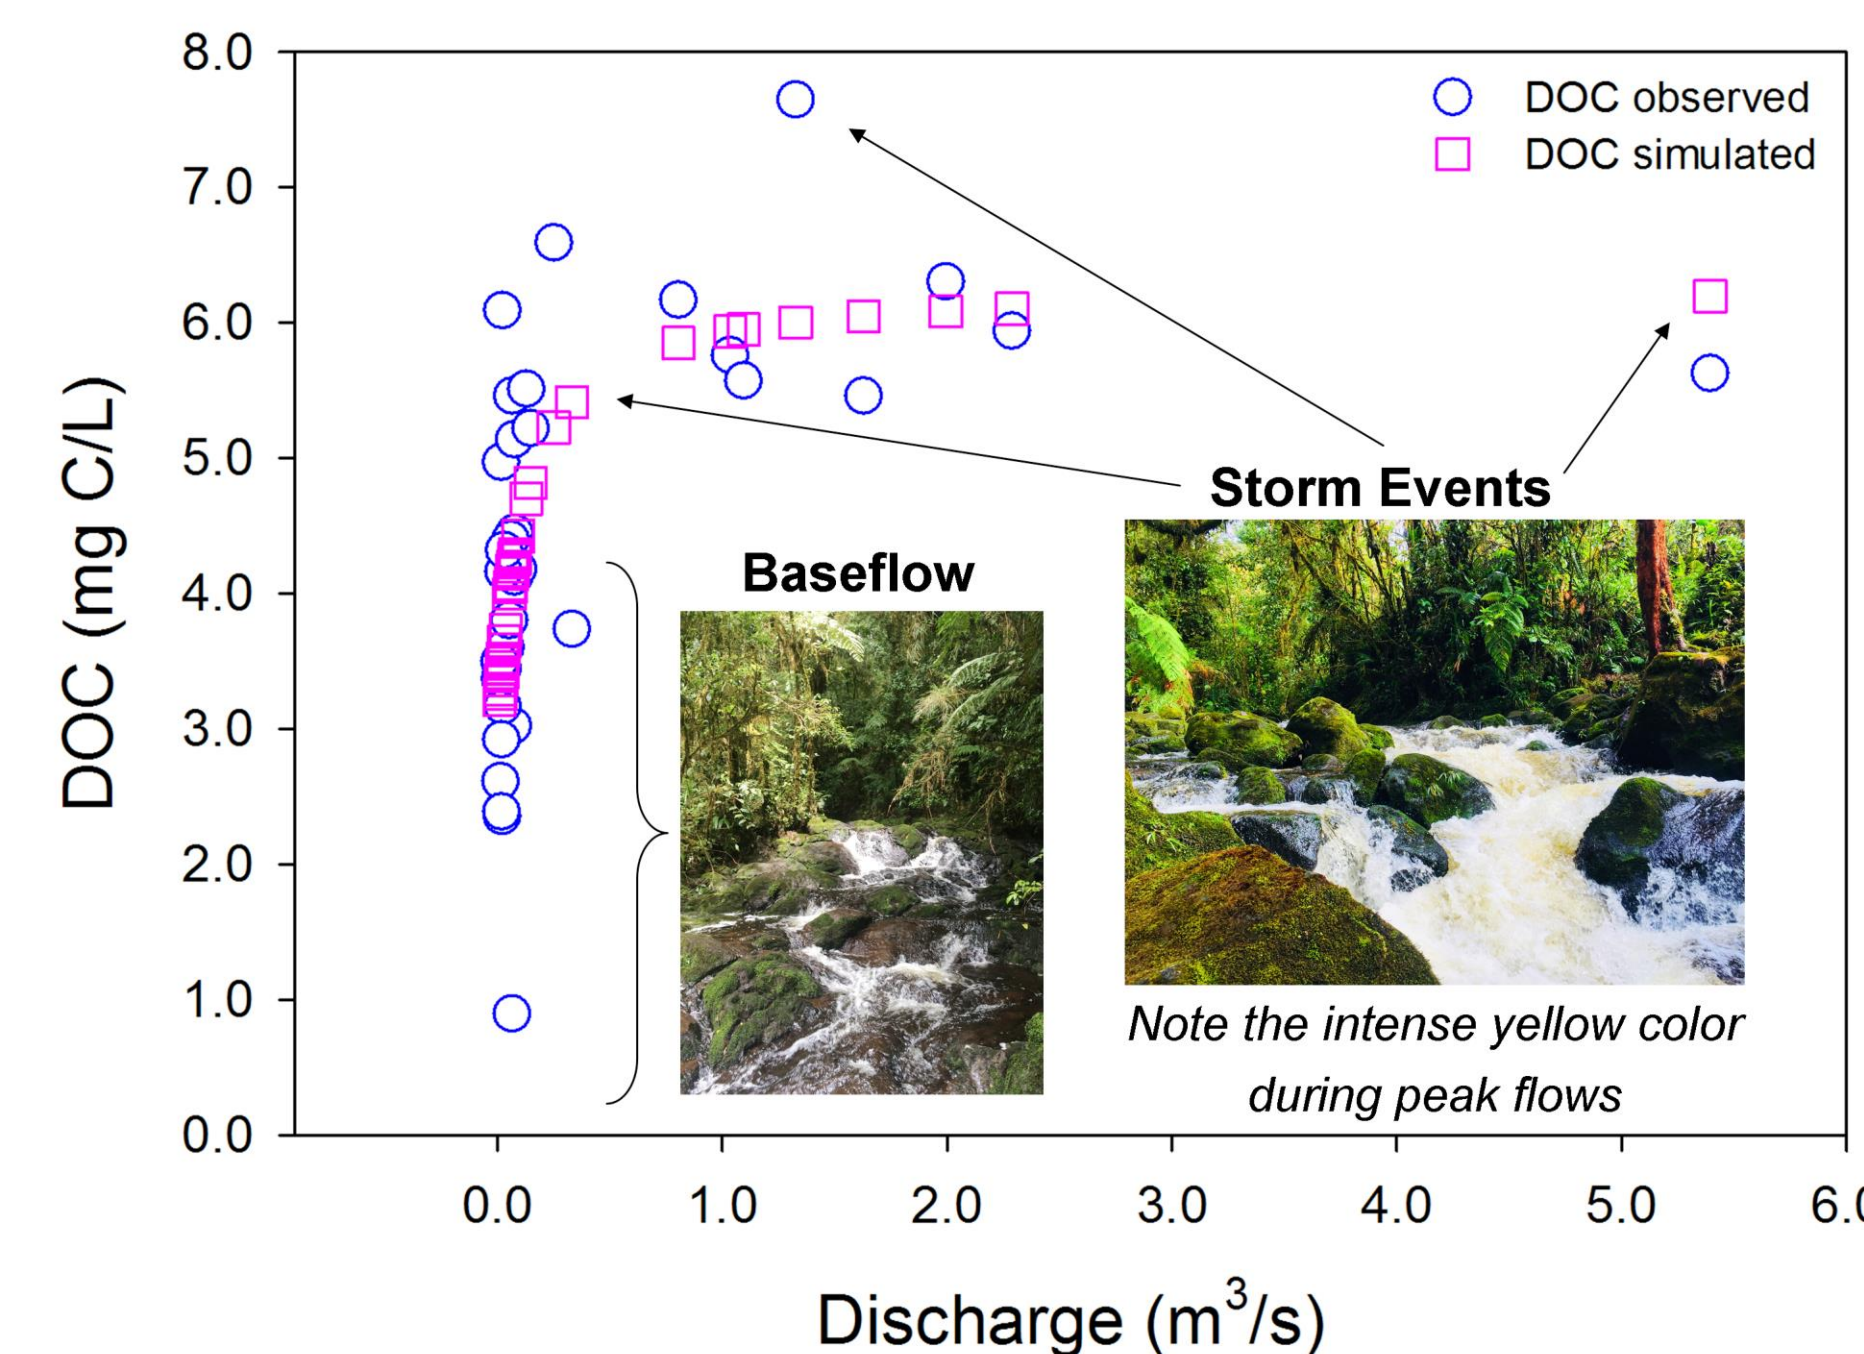 8.0
7.0
6.0
5.0
4.0
3.0
2.0
1.0
0.0
DOC (mg C/L)
DOC observed
DOC simulated
Storm Events
Baseflow
Note the intense yellow color
during peak flows
0.0 1.0 2.0 3.0 4.0 5.0 6.0
Discharge (m³/s)